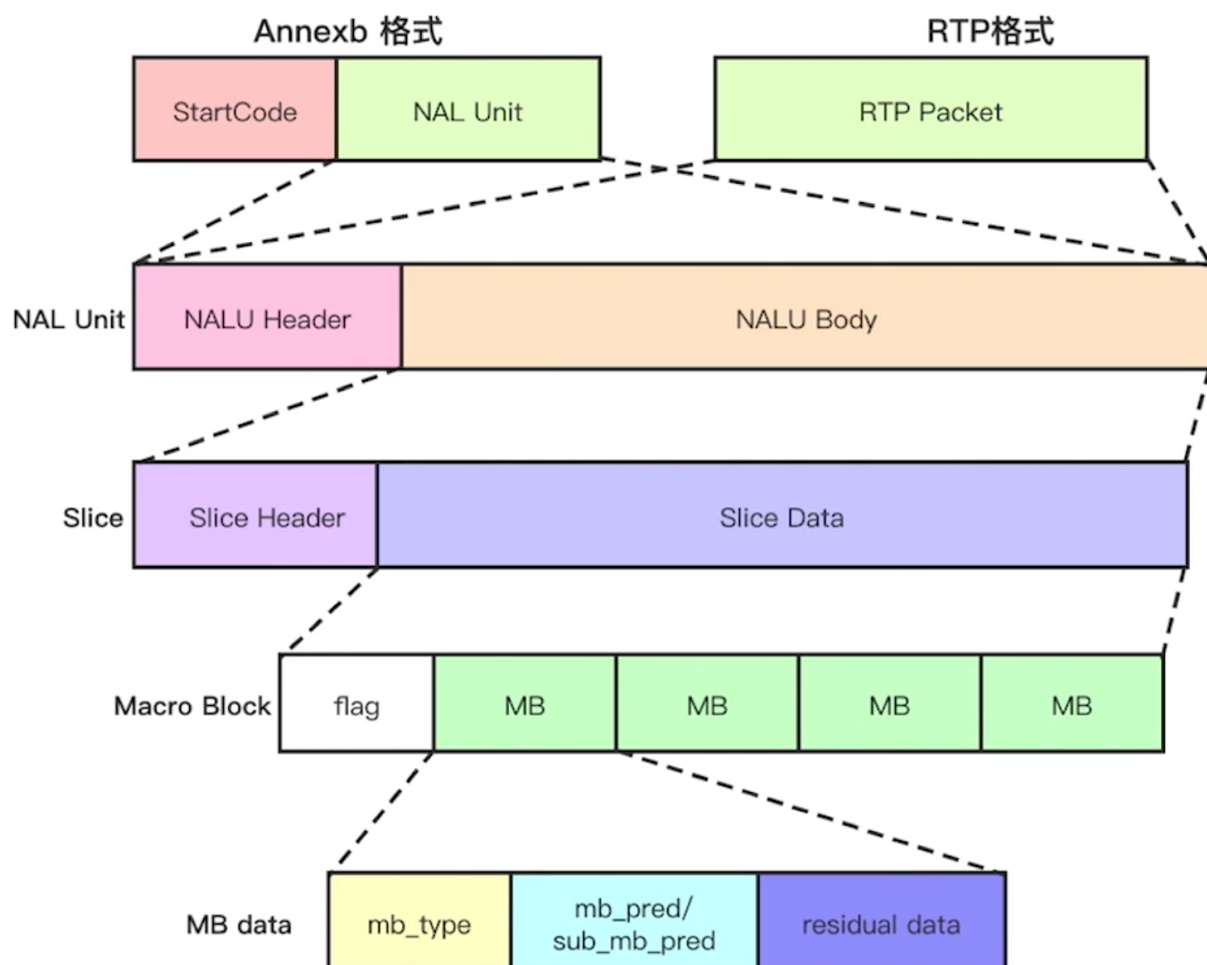 Annexb 格式
RTP格式
StartCode
NAL Unit
RTP Packet
NAL Unit
NALU Header
NALU Body
Slice
Slice Header
Slice Data
Macro Block
flag
MB
MB
MB
MB
MB data
mb_type
mb_pred/
sub_mb_pred
residual data